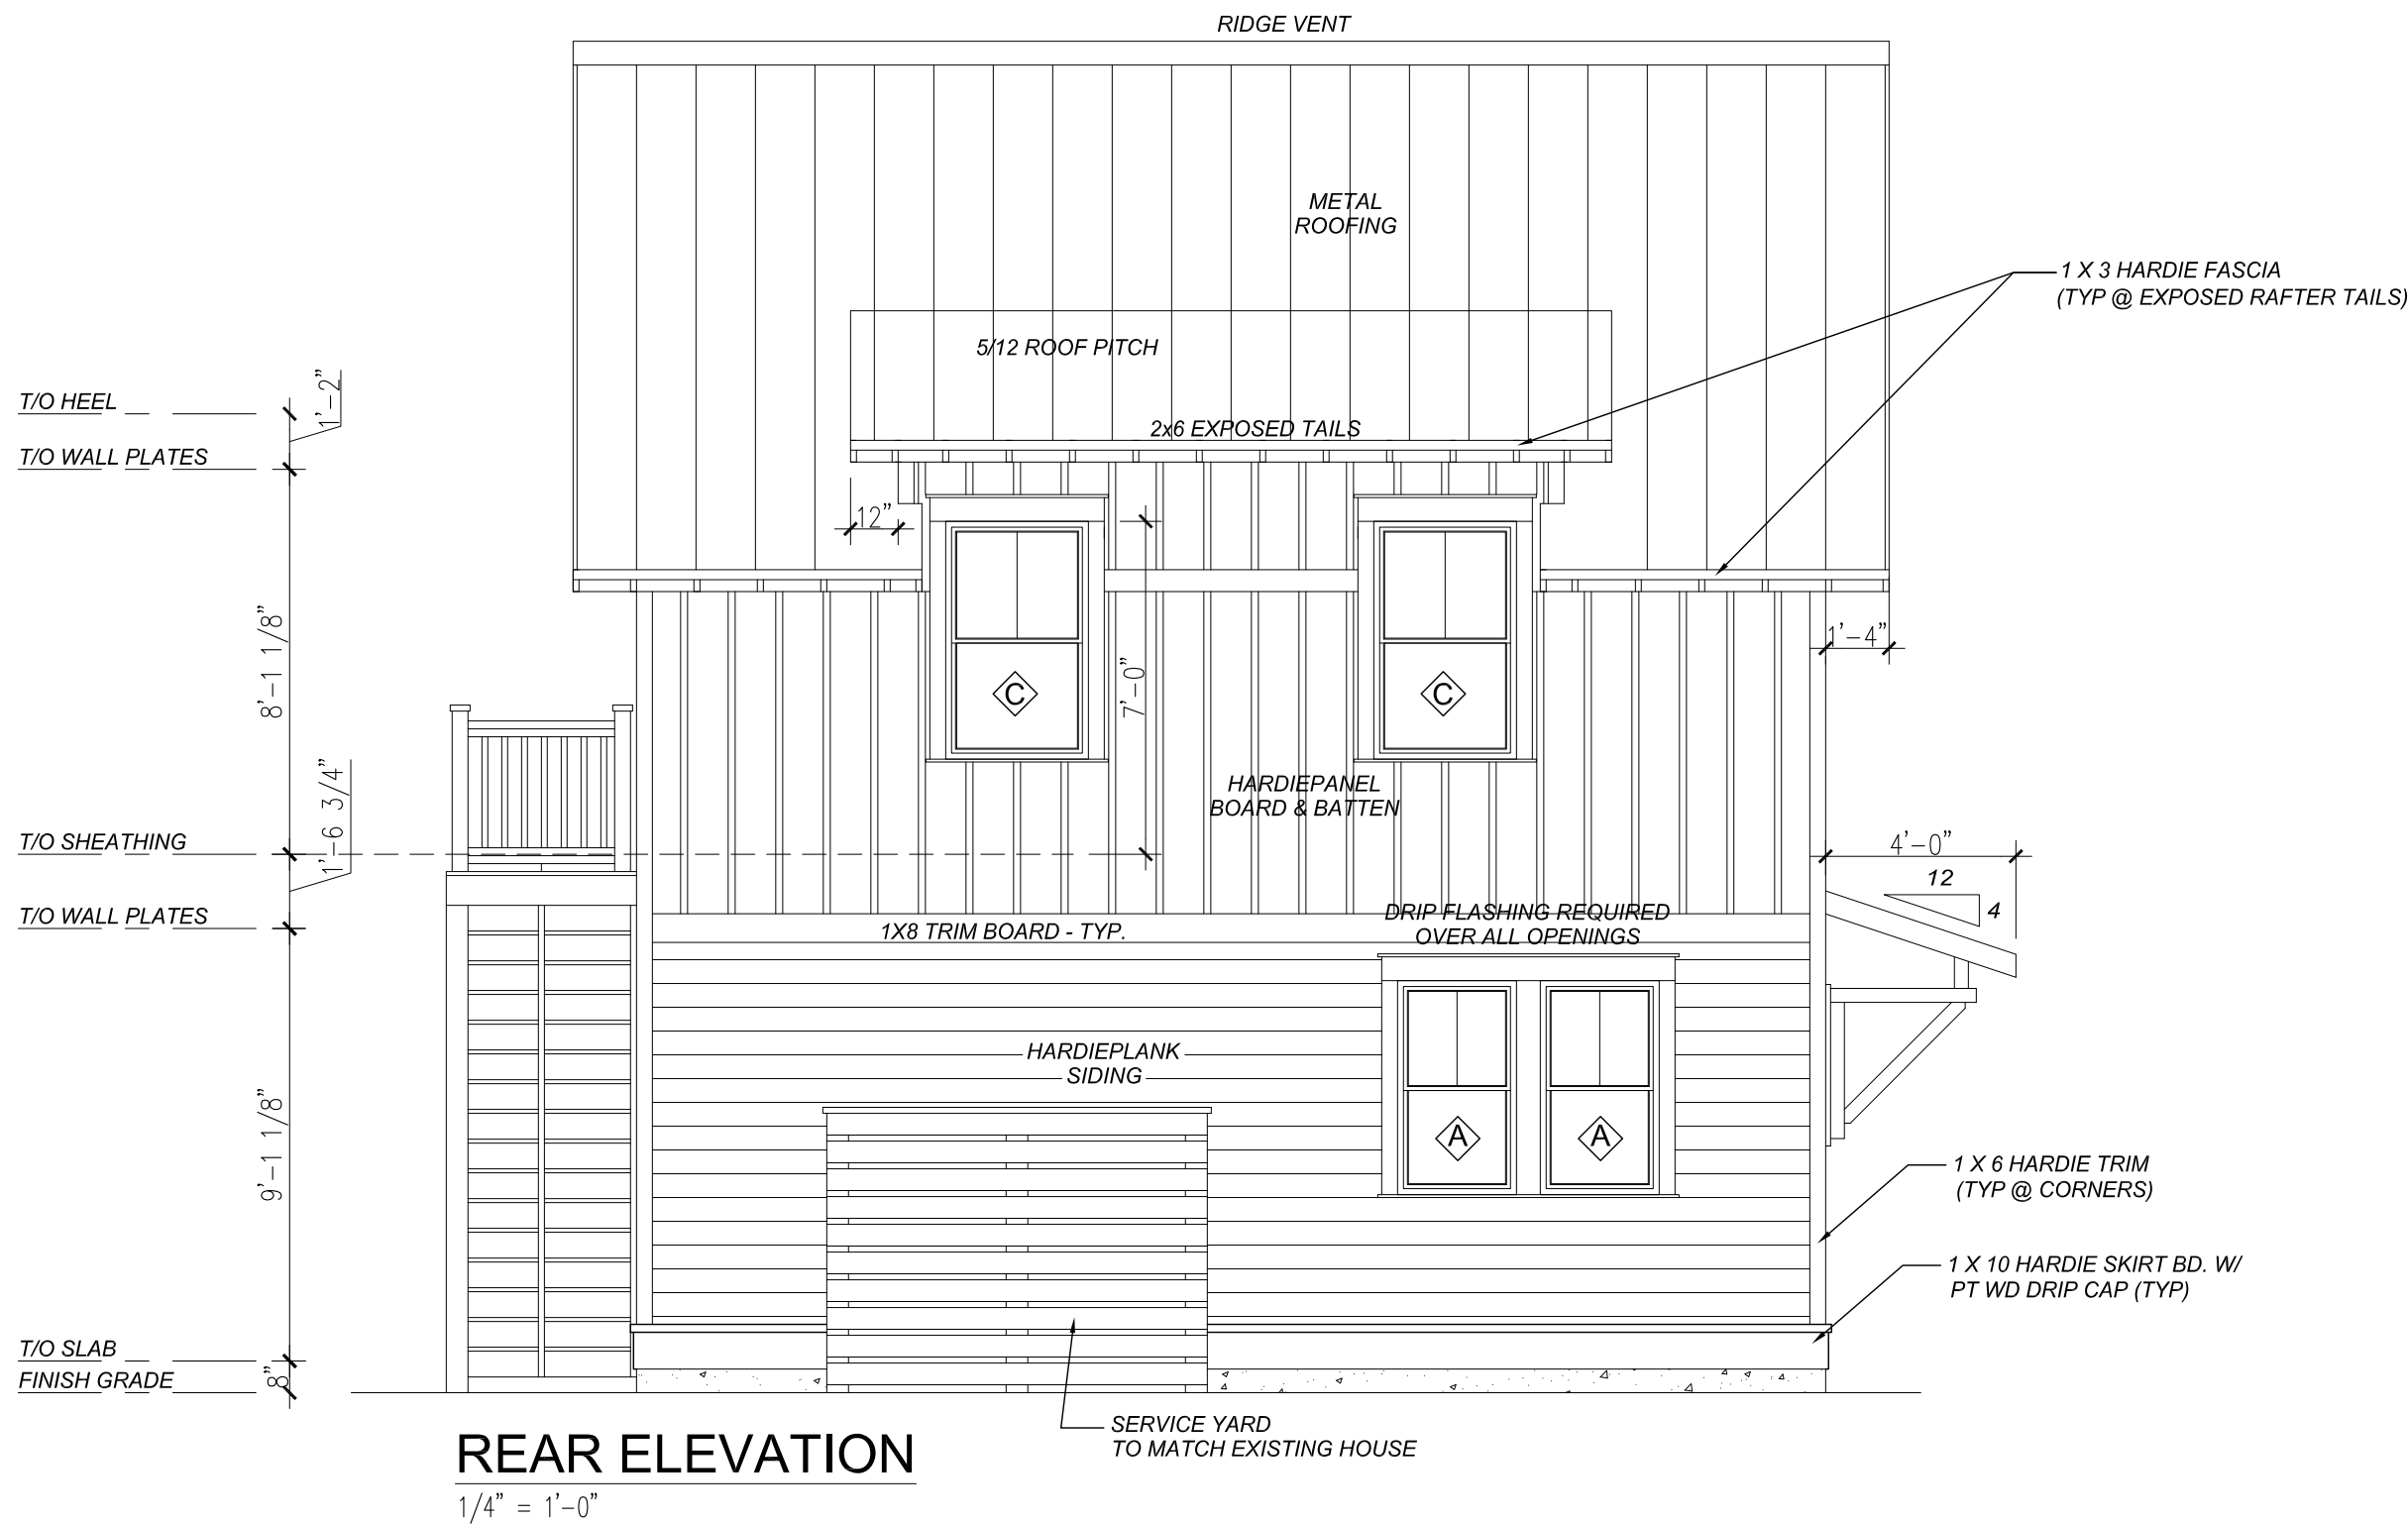 RIDGE VENT
METAL
ROOFING
1 X 3 HARDIE FASCIA
(TYP @ EXPOSED RAFTER TAILS)
5/12 ROOF PITCH
T/O HEEL
1'-2"
2x6 EXPOSED TAILS
T/O WALL PLATES
12"
8'-1 1/8"
7'-0"
1'-4"
C
C
HARDIEPANEL
BOARD & BATTEN
1'-6 3/4"
T/O SHEATHING
4'-0"
12
4
T/O WALL PLATES
1X8 TRIM BOARD - TYP.
DRIP FLASHING REQUIRED
OVER ALL OPENINGS
HARDIEPLANK
SIDING
9'-1 1/8"
A
A
1 X 6 HARDIE TRIM
(TYP @ CORNERS)
1 X 10 HARDIE SKIRT BD. W/
PT WD DRIP CAP (TYP)
T/O SLAB
8"
FINISH GRADE
SERVICE YARD
TO MATCH EXISTING HOUSE
REAR ELEVATION
1/4" = 1'-0"